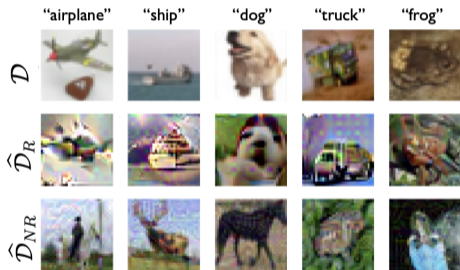 “airplane” “ship” “dog” “truck” “frog”
𝒟
𝒟̂_R
𝒟̂_NR